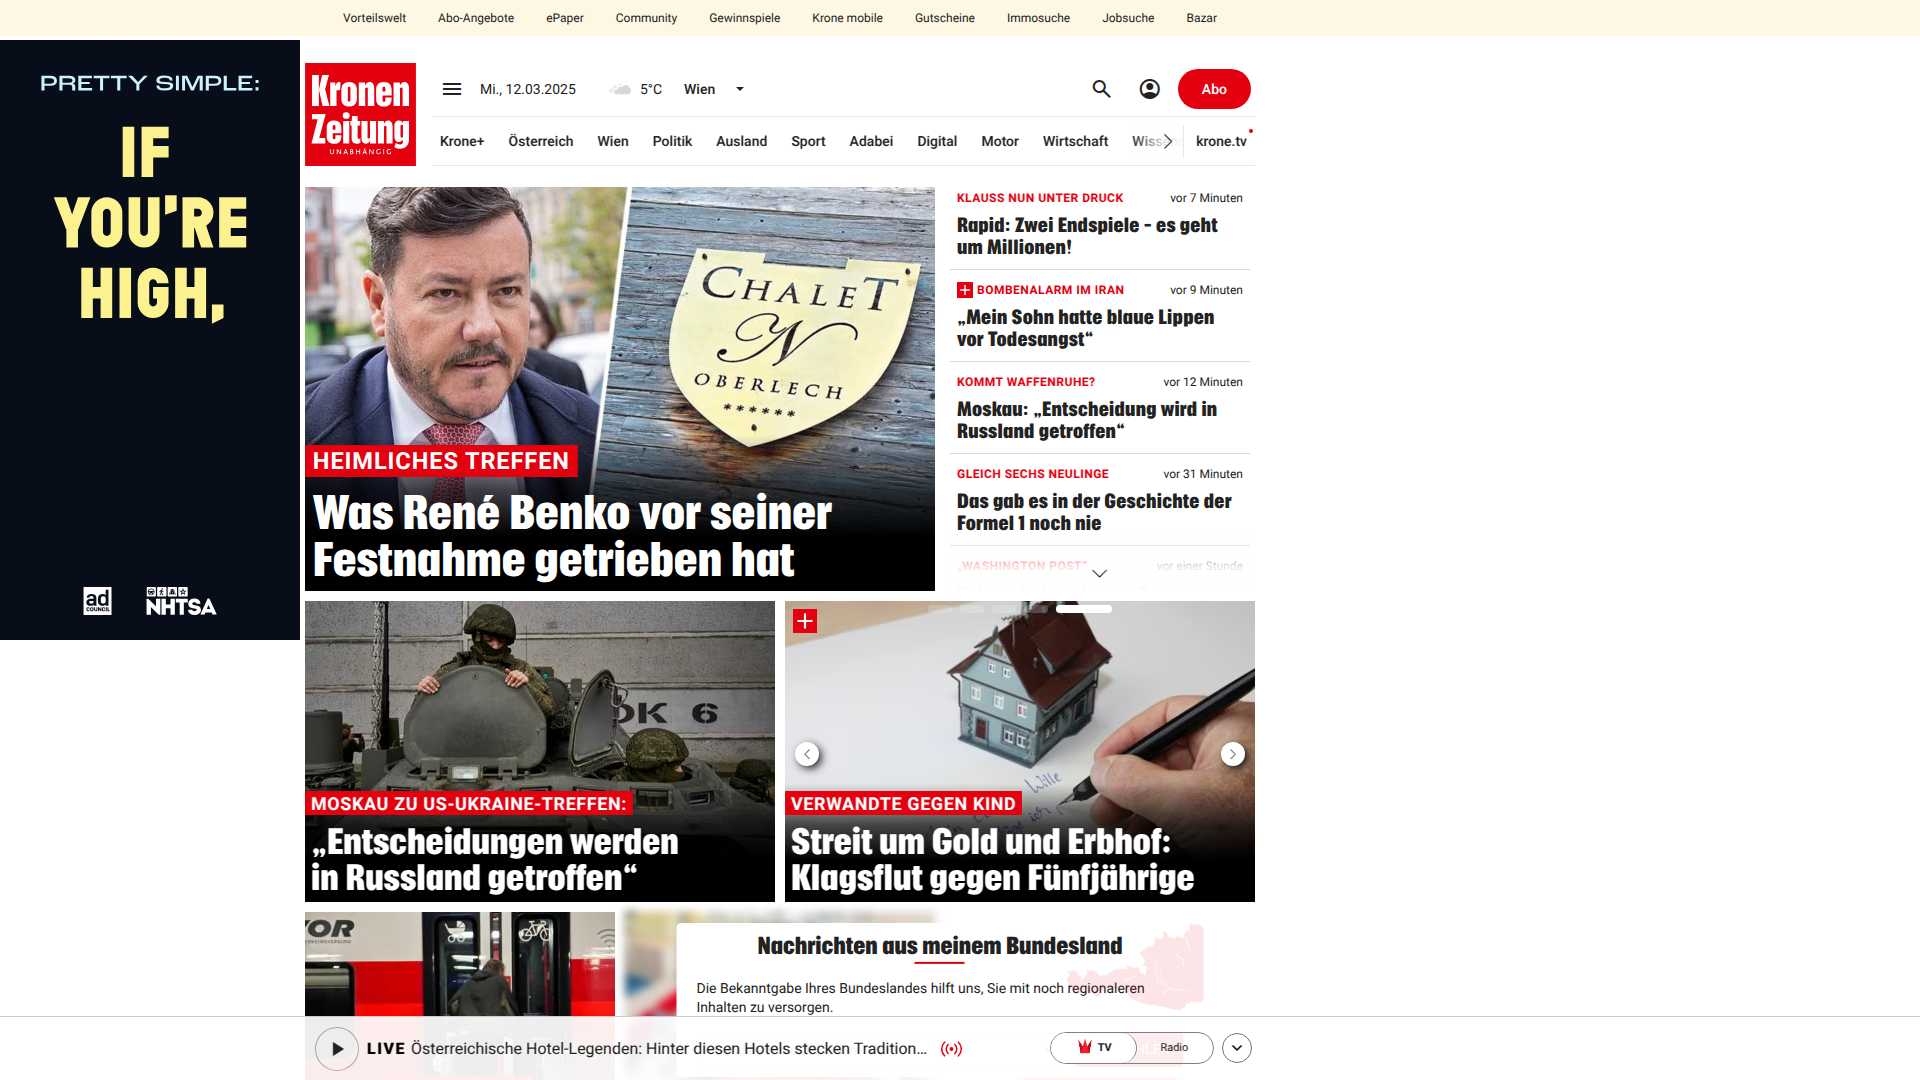 Vorteilswelt Abo-Angebote ePaper Community Gewinnspiele Krone mobile Gutscheine Immosuche Jobsuche Bazar
PRETTY SIMPLE:
IF
YOU'RE
HIGH,
ad
COUNCIL
NHTSA
Kronen
Zeitung
UNABHÄNGIG
Mi., 12.03.2025 5°C Wien
Abo
Krone+ Österreich Wien Politik Ausland Sport Adabei Digital Motor Wirtschaft krone.tv
CHALET
N
OBERLECH
******
HEIMLICHES TREFFEN
Was René Benko vor seiner
Festnahme getrieben hat
KLAUSS NUN UNTER DRUCK vor 7 Minuten
Rapid: Zwei Endspiele - es geht
um Millionen!
BOMBENALARM IM IRAN vor 9 Minuten
„Mein Sohn hatte blaue Lippen
vor Todesangst“
KOMMT WAFFENRUHE? vor 12 Minuten
Moskau: „Entscheidung wird in
Russland getroffen“
GLEICH SECHS NEULINGE vor 31 Minuten
Das gab es in der Geschichte der
Formel 1 noch nie
„WASHINGTON POST“ vor einer Stunde
OK 6
MOSKAU ZU US-UKRAINE-TREFFEN:
„Entscheidungen werden
in Russland getroffen“
Wille
VERWANDTE GEGEN KIND
Streit um Gold und Erbhof:
Klagsflut gegen Fünfjährige
Nachrichten aus meinem Bundesland
Die Bekanntgabe Ihres Bundeslandes hilft uns, Sie mit noch regionaleren
Inhalten zu versorgen.
LIVE Österreichische Hotel-Legenden: Hinter diesen Hotels stecken Tradition...
TV Radio